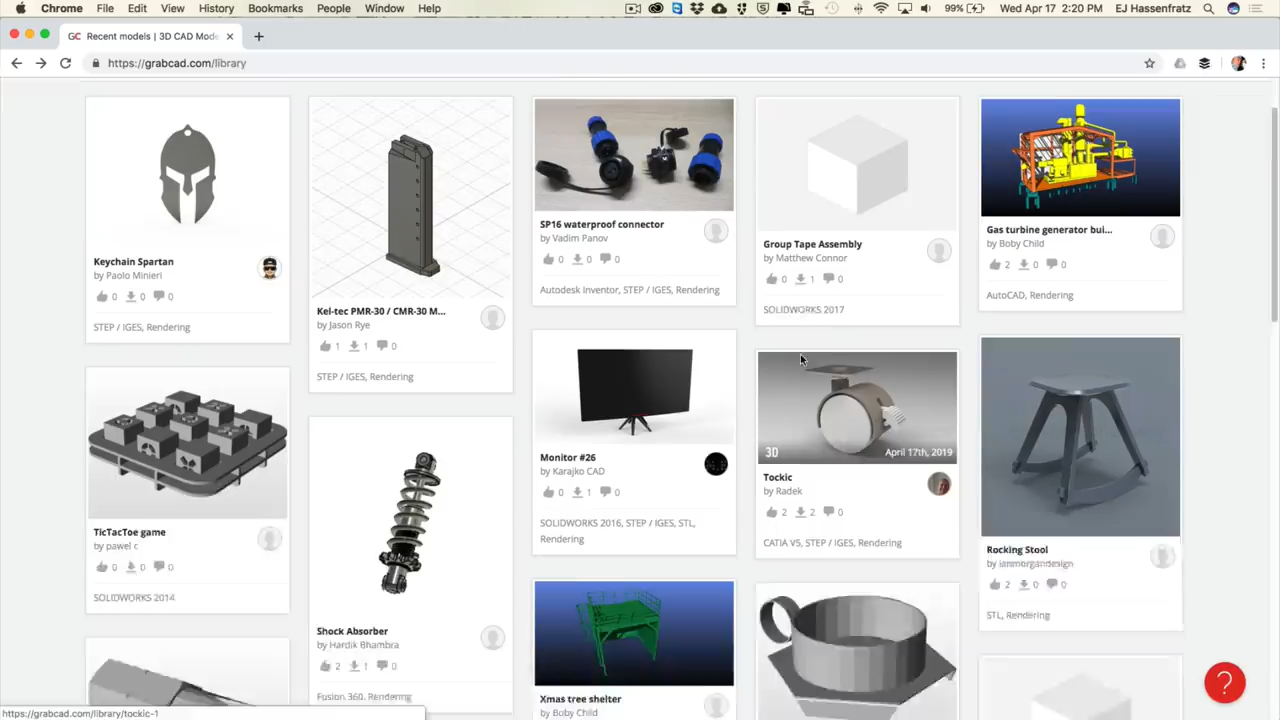 Chrome File Edit View History Bookmarks People Window Help 99% Wed Apr 17 2:20 PM EJ Hassenfratz
GC Recent models | 3D CAD Mode
https://grabcad.com/library
Keychain Spartan
by Paolo Minieri
0 0 0
STEP / IGES, Rendering
TicTacToe game
by pawel c
0 0 0
SOLIDWORKS 2014
Kel-tec PMR-30 / CMR-30 M...
by Jason Rye
1 1 0
STEP / IGES, Rendering
Shock Absorber
by Hardik Bhambra
2 1 0
Fusion 360, Rendering
SP16 waterproof connector
by Vadim Panov
0 0 0
Autodesk Inventor, STEP / IGES, Rendering
Monitor #26
by Karajko CAD
0 1 0
SOLIDWORKS 2016, STEP / IGES, STL,
Rendering
Xmas tree shelter
by Boby Child
Group Tape Assembly
by Matthew Connor
0 1 0
SOLIDWORKS 2017
3D April 17th, 2019
Tockic
by Radek
2 2 0
CATIA V5, STEP / IGES, Rendering
Gas turbine generator bui...
by Boby Child
2 0 0
AutoCAD, Rendering
Rocking Stool
by
2 0 0
STL, Rendering
?
https://grabcad.com/library/tockic-1